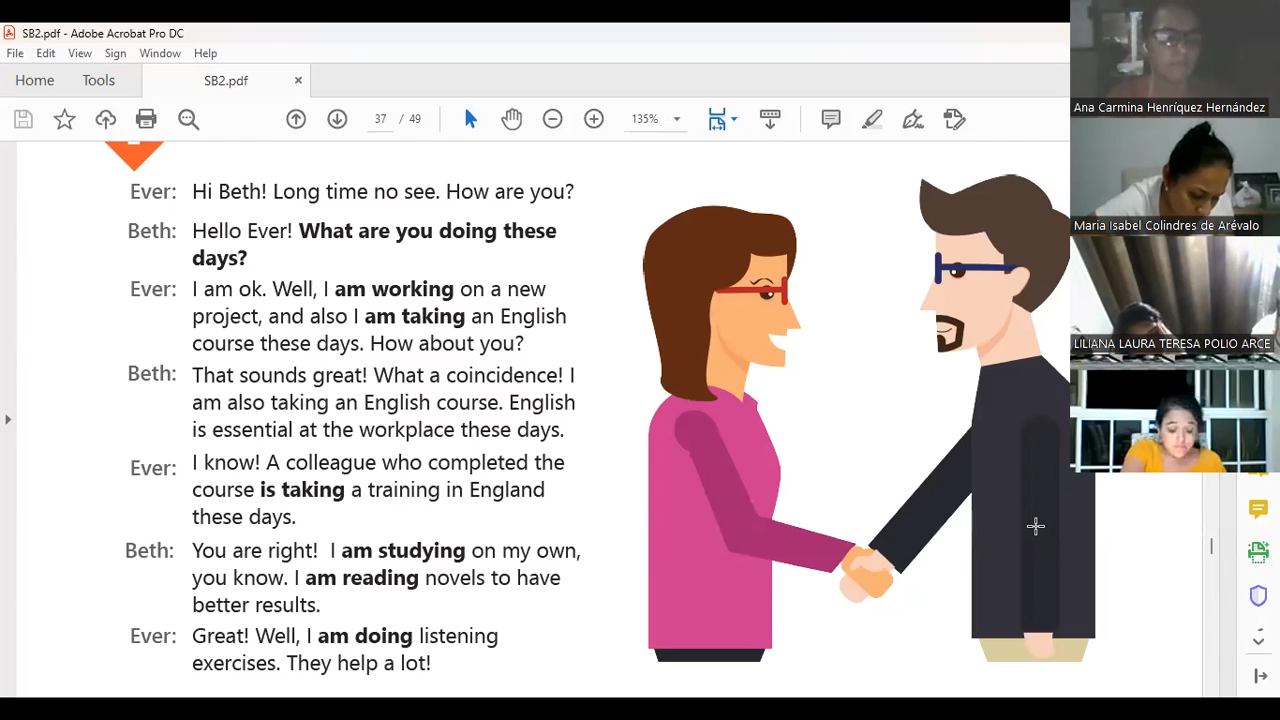 SB2.pdf - Adobe Acrobat Pro DC
File Edit View Sign Window Help
Home Tools SB2.pdf ×
37 / 49 135%
Ana Carmina Henríquez Hernández
Maria Isabel Colindres de Arévalo
LILIANA LAURA TERESA POLIO ARCE
Ever: Hi Beth! Long time no see. How are you?
Beth: Hello Ever! What are you doing these
days?
Ever: I am ok. Well, I am working on a new
project, and also I am taking an English
course these days. How about you?
Beth: That sounds great! What a coincidence! I
am also taking an English course. English
is essential at the workplace these days.
Ever: I know! A colleague who completed the
course is taking a training in England
these days.
Beth: You are right! I am studying on my own,
you know. I am reading novels to have
better results.
Ever: Great! Well, I am doing listening
exercises. They help a lot!